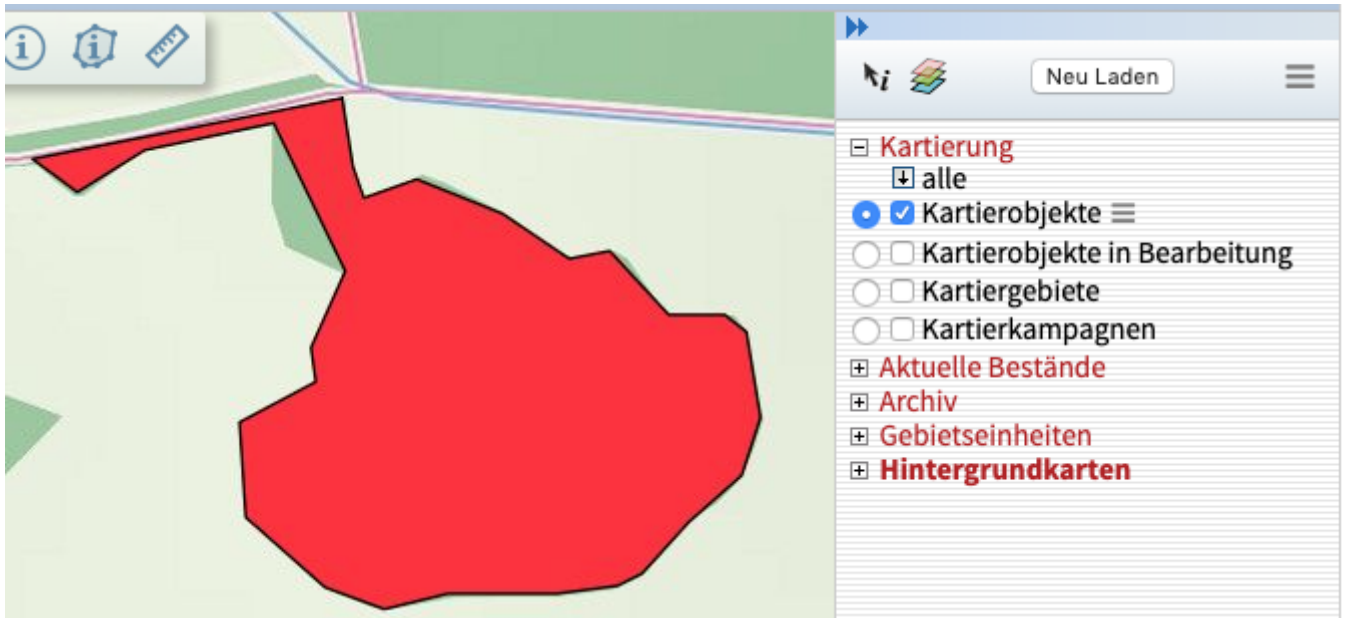 Neu Laden
Kartierung
alle
Kartierobjekte
Kartierobjekte in Bearbeitung
Kartiergebiete
Kartierkampagnen
Aktuelle Bestände
Archiv
Gebietseinheiten
Hintergrundkarten